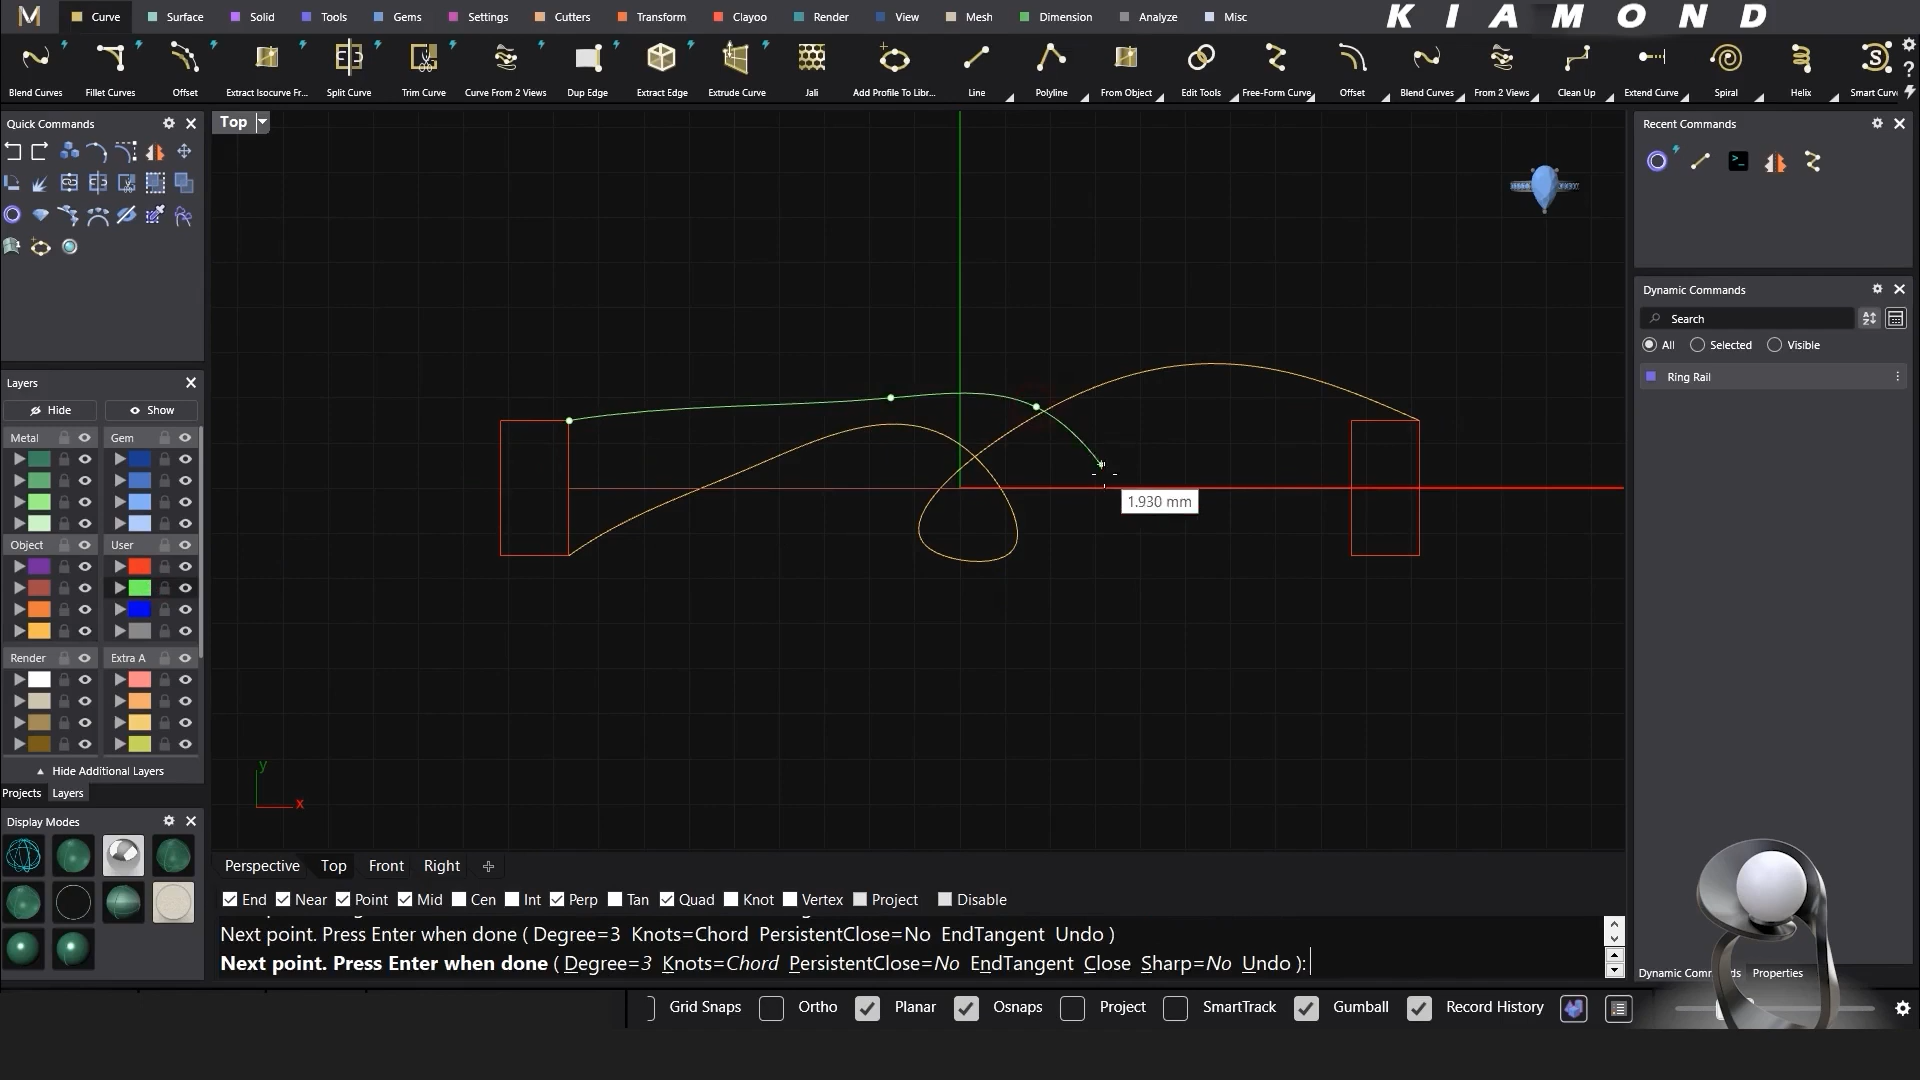 Curve Surface Solid Tools Gems Settings Cutters Transform Clayoo Render View Mesh Dimension Analyze Misc
K I A M O N D
Blend Curves Fillet Curves Offset Extract Isocurve Fr... Split Curve Trim Curve Curve From 2 Views Dup Edge Extract Edge Extrude Curve Jali Add Profile To Libr... Line Polyline From Object Edit Tools Free-Form Curve Offset Blend Curves From 2 Views Clean Up Extend Curve Spiral Helix Smart Curv
Quick Commands
Top
Recent Commands
Dynamic Commands
Search
All Selected Visible
Ring Rail
1.930 mm
Layers
Hide Show
Metal Gem
Object User
Render Extra A
Hide Additional Layers
Projects Layers
Display Modes
y
x
Perspective Top Front Right
End Near Point Mid Cen Int Perp Tan Quad Knot Vertex Project Disable
Next point. Press Enter when done ( Degree=3 Knots=Chord PersistentClose=No EndTangent Undo )
Next point. Press Enter when done ( Degree=3 Knots=Chord PersistentClose=No EndTangent Close Sharp=No Undo ):
Properties
Grid Snaps Ortho Planar Osnaps Project SmartTrack Gumball Record History